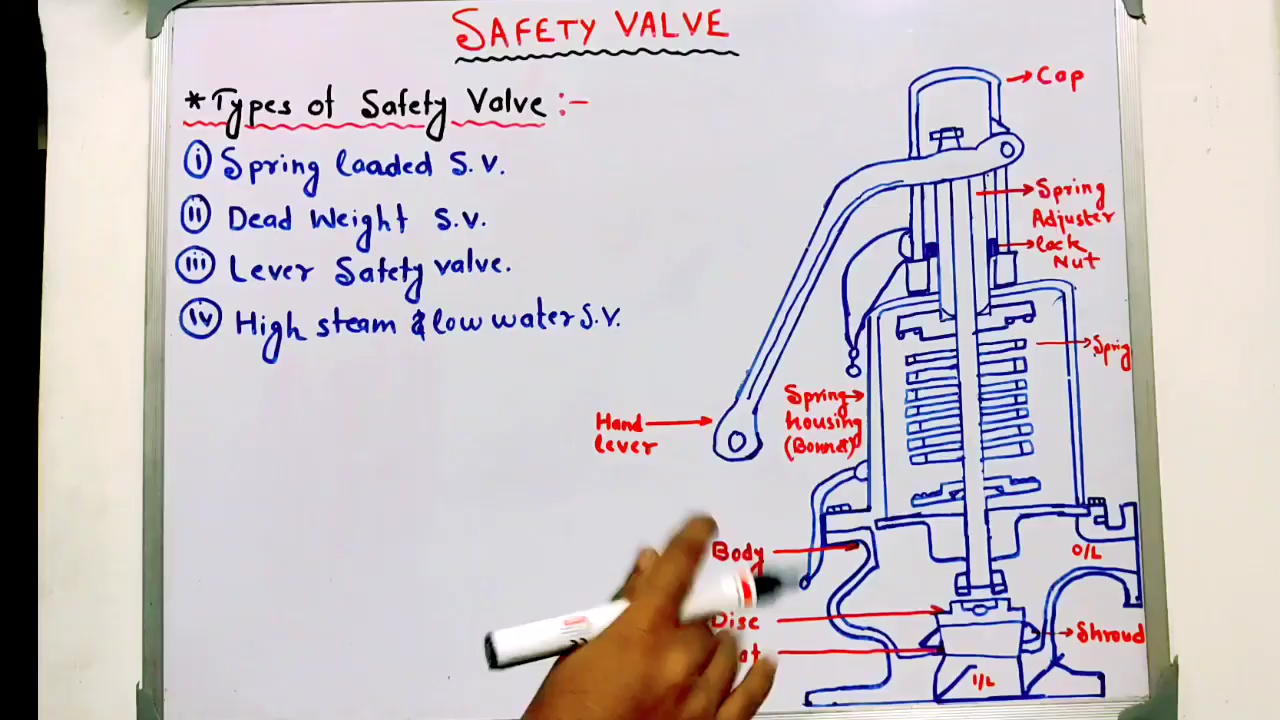 SAFETY VALVE
*Types of Safety Valve :-
(i) Spring loaded S.V.
(ii) Dead Weight S.V.
(iii) Lever Safety valve.
(iv) High steam & low water S.V.
Cap
Spring
Adjuster
lock
Nut
Sprig
Spring
housing
(Bonnet)
Hand
lever
Body
O/L
Disc
Shroud
I/L